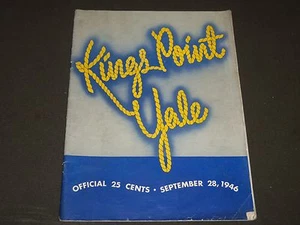 Kings Point
Yale
OFFICIAL 25 CENTS • SEPTEMBER 28, 1946